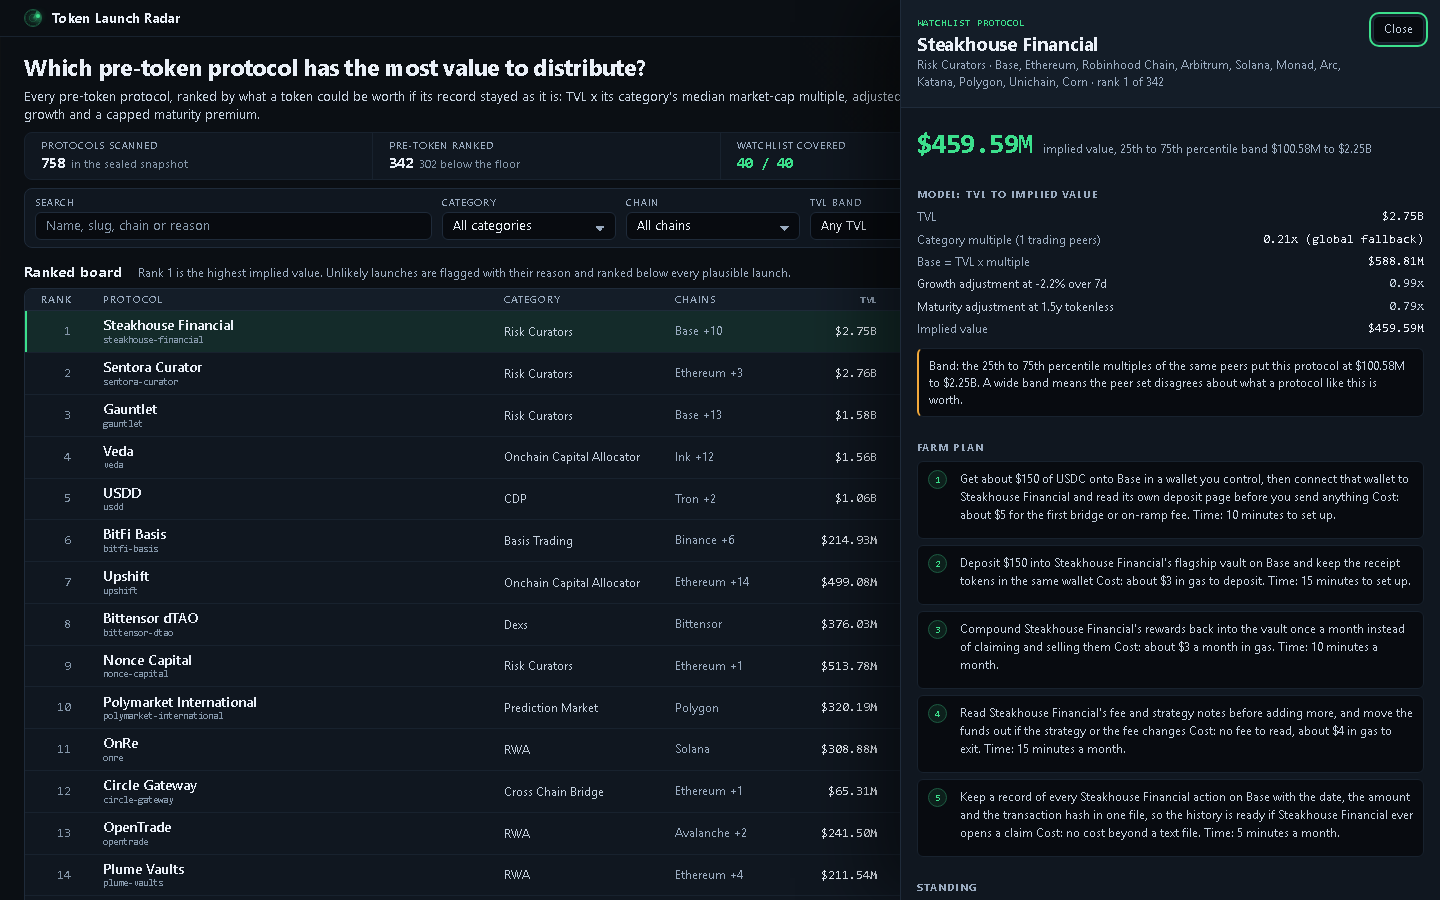 Token Launch Radar
Which pre-token protocol has the most value to distribute?
Every pre-token protocol, ranked by what a token could be worth if its record stayed as it is: TVL x its category's median market-cap multiple, adjusted
growth and a capped maturity premium.
PROTOCOLS SCANNED
758 in the sealed snapshot
PRE-TOKEN RANKED
342 302 below the floor
WATCHLIST COVERED
40 / 40
SEARCH
Name, slug, chain or reason
CATEGORY
All categories
CHAIN
All chains
TVL BAND
Any TVL
Ranked board Rank 1 is the highest implied value. Unlikely launches are flagged with their reason and ranked below every plausible launch.
RANK PROTOCOL CATEGORY CHAINS TVL
1 Steakhouse Financial Risk Curators Base +10 $2.75B
steakhouse-financial
2 Sentora Curator Risk Curators Ethereum +3 $2.76B
sentora-curator
3 Gauntlet Risk Curators Base +13 $1.58B
gauntlet
4 Veda Onchain Capital Allocator Ink +12 $1.56B
veda
5 USDD CDP Tron +2 $1.06B
usdd
6 BitFi Basis Basis Trading Binance +6 $214.93M
bitfi-basis
7 Upshift Onchain Capital Allocator Ethereum +14 $499.08M
upshift
8 Bittensor dTAO Dexs Bittensor $376.03M
bittensor-dtao
9 Nonce Capital Risk Curators Ethereum +1 $513.78M
nonce-capital
10 Polymarket International Prediction Market Polygon $320.19M
polymarket-international
11 OnRe RWA Solana $308.88M
onre
12 Circle Gateway Cross Chain Bridge Ethereum +1 $65.31M
circle-gateway
13 OpenTrade RWA Avalanche +2 $241.50M
opentrade
14 Plume Vaults RWA Ethereum +4 $211.54M
plume-vaults
WATCHLIST PROTOCOL
Steakhouse Financial
Risk Curators · Base, Ethereum, Robinhood Chain, Arbitrum, Solana, Monad, Arc,
Katana, Polygon, Unichain, Corn · rank 1 of 342
Close
$459.59M implied value, 25th to 75th percentile band $100.58M to $2.25B
MODEL: TVL TO IMPLIED VALUE
TVL $2.75B
Category multiple (1 trading peers) 0.21x (global fallback)
Base = TVL x multiple $588.81M
Growth adjustment at -2.2% over 7d 0.99x
Maturity adjustment at 1.5y tokenless 0.79x
Implied value $459.59M
Band: the 25th to 75th percentile multiples of the same peers put this protocol at $100.58M
to $2.25B. A wide band means the peer set disagrees about what a protocol like this is
worth.
FARM PLAN
1 Get about $150 of USDC onto Base in a wallet you control, then connect that wallet to
Steakhouse Financial and read its own deposit page before you send anything Cost:
about $5 for the first bridge or on-ramp fee. Time: 10 minutes to set up.
2 Deposit $150 into Steakhouse Financial's flagship vault on Base and keep the receipt
tokens in the same wallet Cost: about $3 in gas to deposit. Time: 15 minutes to set up.
3 Compound Steakhouse Financial's rewards back into the vault once a month instead
of claiming and selling them Cost: about $3 a month in gas. Time: 10 minutes a
month.
4 Read Steakhouse Financial's fee and strategy notes before adding more, and move the
funds out if the strategy or the fee changes Cost: no fee to read, about $4 in gas to
exit. Time: 15 minutes a month.
5 Keep a record of every Steakhouse Financial action on Base with the date, the amount
and the transaction hash in one file, so the history is ready if Steakhouse Financial ever
opens a claim Cost: no cost beyond a text file. Time: 5 minutes a month.
STANDING